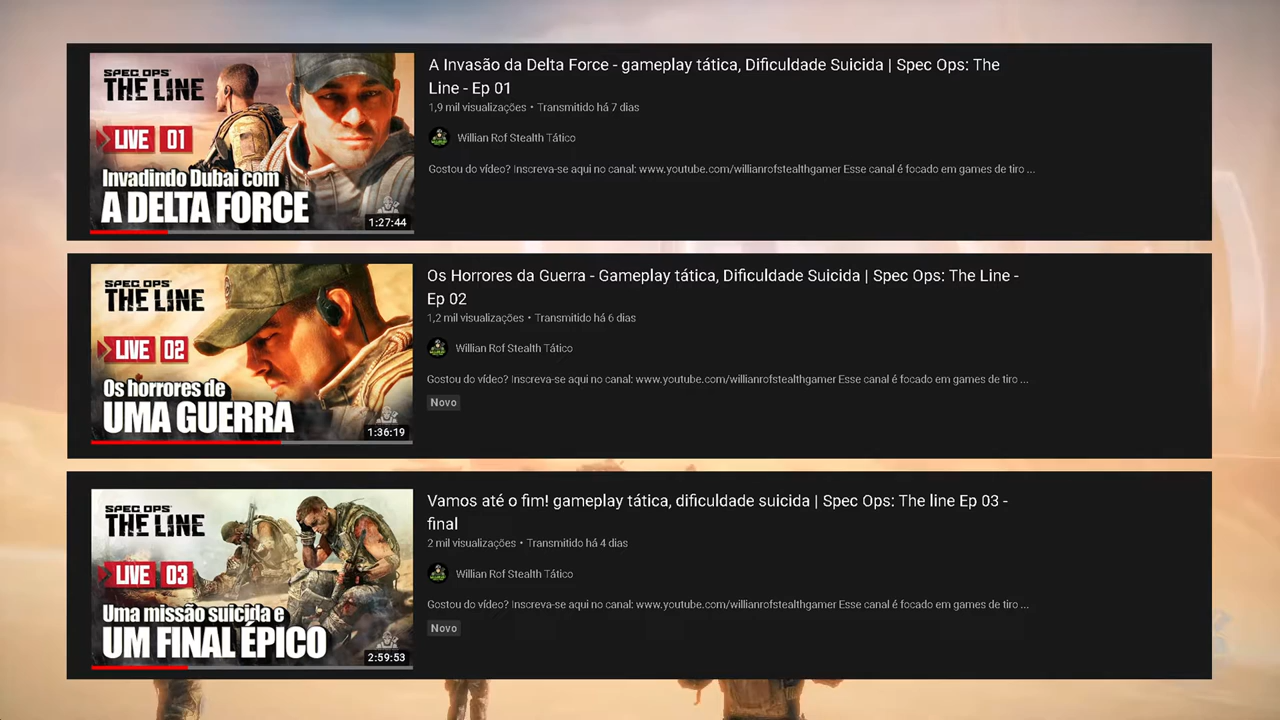 SPEC OPS
THE LINE
LIVE 01
Invadindo Dubai com
A DELTA FORCE
1:27:44
A Invasão da Delta Force - gameplay tática, Dificuldade Suicida | Spec Ops: The
Line - Ep 01
1,9 mil visualizações • Transmitido há 7 dias
Willian Rof Stealth Tático
Gostou do vídeo? Inscreva-se aqui no canal: www.youtube.com/willianrofstealthgamer Esse canal é focado em games de tiro ...
SPEC OPS
THE LINE
LIVE 02
Os horrores de
UMA GUERRA
1:36:19
Os Horrores da Guerra - Gameplay tática, Dificuldade Suicida | Spec Ops: The Line -
Ep 02
1,2 mil visualizações • Transmitido há 6 dias
Willian Rof Stealth Tático
Gostou do vídeo? Inscreva-se aqui no canal: www.youtube.com/willianrofstealthgamer Esse canal é focado em games de tiro ...
Novo
SPEC OPS
THE LINE
LIVE 03
Uma missão suicida e
UM FINAL ÉPICO
2:59:53
Vamos até o fim! gameplay tática, dificuldade suicida | Spec Ops: The line Ep 03 -
final
2 mil visualizações • Transmitido há 4 dias
Willian Rof Stealth Tático
Gostou do vídeo? Inscreva-se aqui no canal: www.youtube.com/willianrofstealthgamer Esse canal é focado em games de tiro ...
Novo